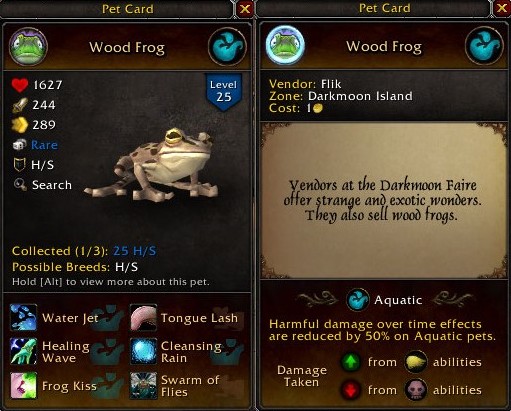 Pet Card
Wood Frog
1627
Level
25
244
289
Rare
H/S
Search
Collected (1/3): 25 H/S
Possible Breeds: H/S
Hold [Alt] to view more about this pet.
Water Jet
Tongue Lash
Healing
Wave
Cleansing
Rain
Frog Kiss
Swarm of
Flies
Pet Card
Wood Frog
Vendor: Flik
Zone: Darkmoon Island
Cost: 1
Vendors at the Darkmoon Faire
offer strange and exotic wonders.
They also sell wood frogs.
Aquatic
Harmful damage over time effects
are reduced by 50% on Aquatic pets.
Damage
Taken
from abilities
from abilities